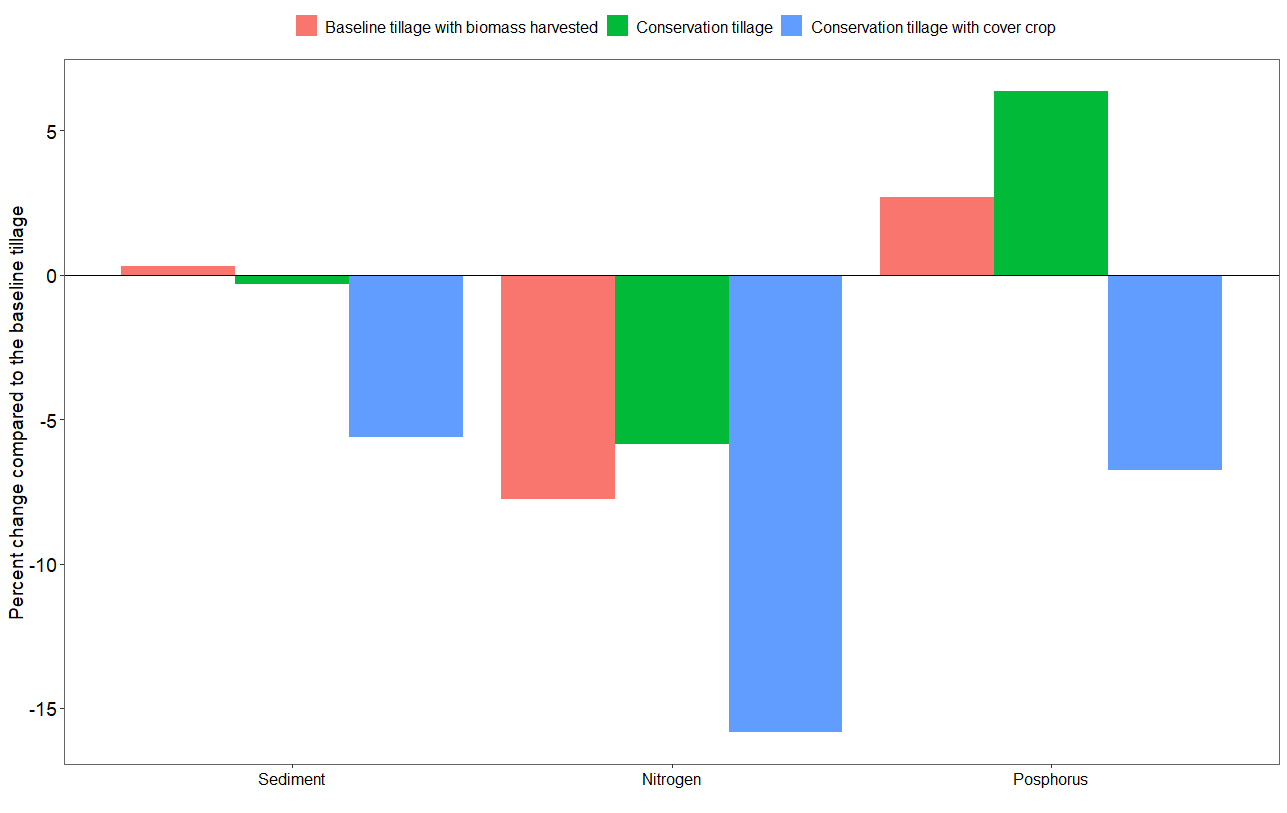 Baseline tillage with biomass harvested Conservation tillage Conservation tillage with cover crop
Percent change compared to the baseline tillage
5
0
-5
-10
-15
Sediment Nitrogen Posphorus